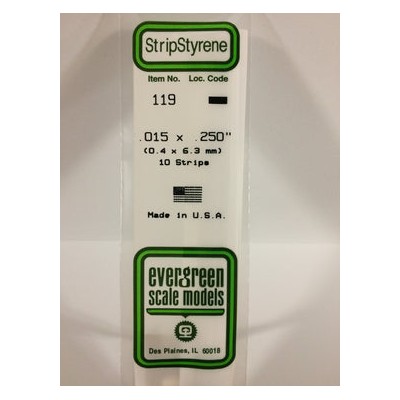 StripStyrene
Item No. Loc. Code
119
.015 x .250"
(0.4 x 6.3 mm)
10 Strips
Made in U.S.A.
evergreen
scale models
Des Plaines, IL 60018